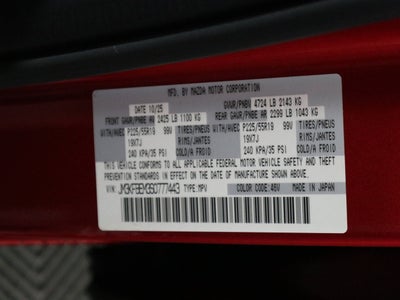 MFD. BY MAZDA MOTOR CORPORATION
DATE 10/25 GVWR/PNBV 4724 LB 2143 KG
FRONT GAWR/PNBE AV 2425 LB 1100 KG REAR GAWR/PNBE AR 2299 LB 1043 KG
WITH/AVEC P225/55R19 99V TIRES/PNEUS WITH/AVEC P225/55R19 99V TIRES/PNEUS
19X7J RIMS/JANTES 19X7J RIMS/JANTES
240 KPA/35 PSI COLD/A FROID 240 KPA/35 PSI COLD/A FROID
THIS VEHICLE CONFORMS TO ALL APPLICABLE FEDERAL MOTOR VEHICLE SAFETY, BUMPER, AND THEFT
PREVENTION STANDARDS IN EFFECT ON THE DATE OF MANUFACTURE SHOWN ABOVE.
VIN: TYPE:MPV COLOR CODE: 46V MADE IN JAPAN